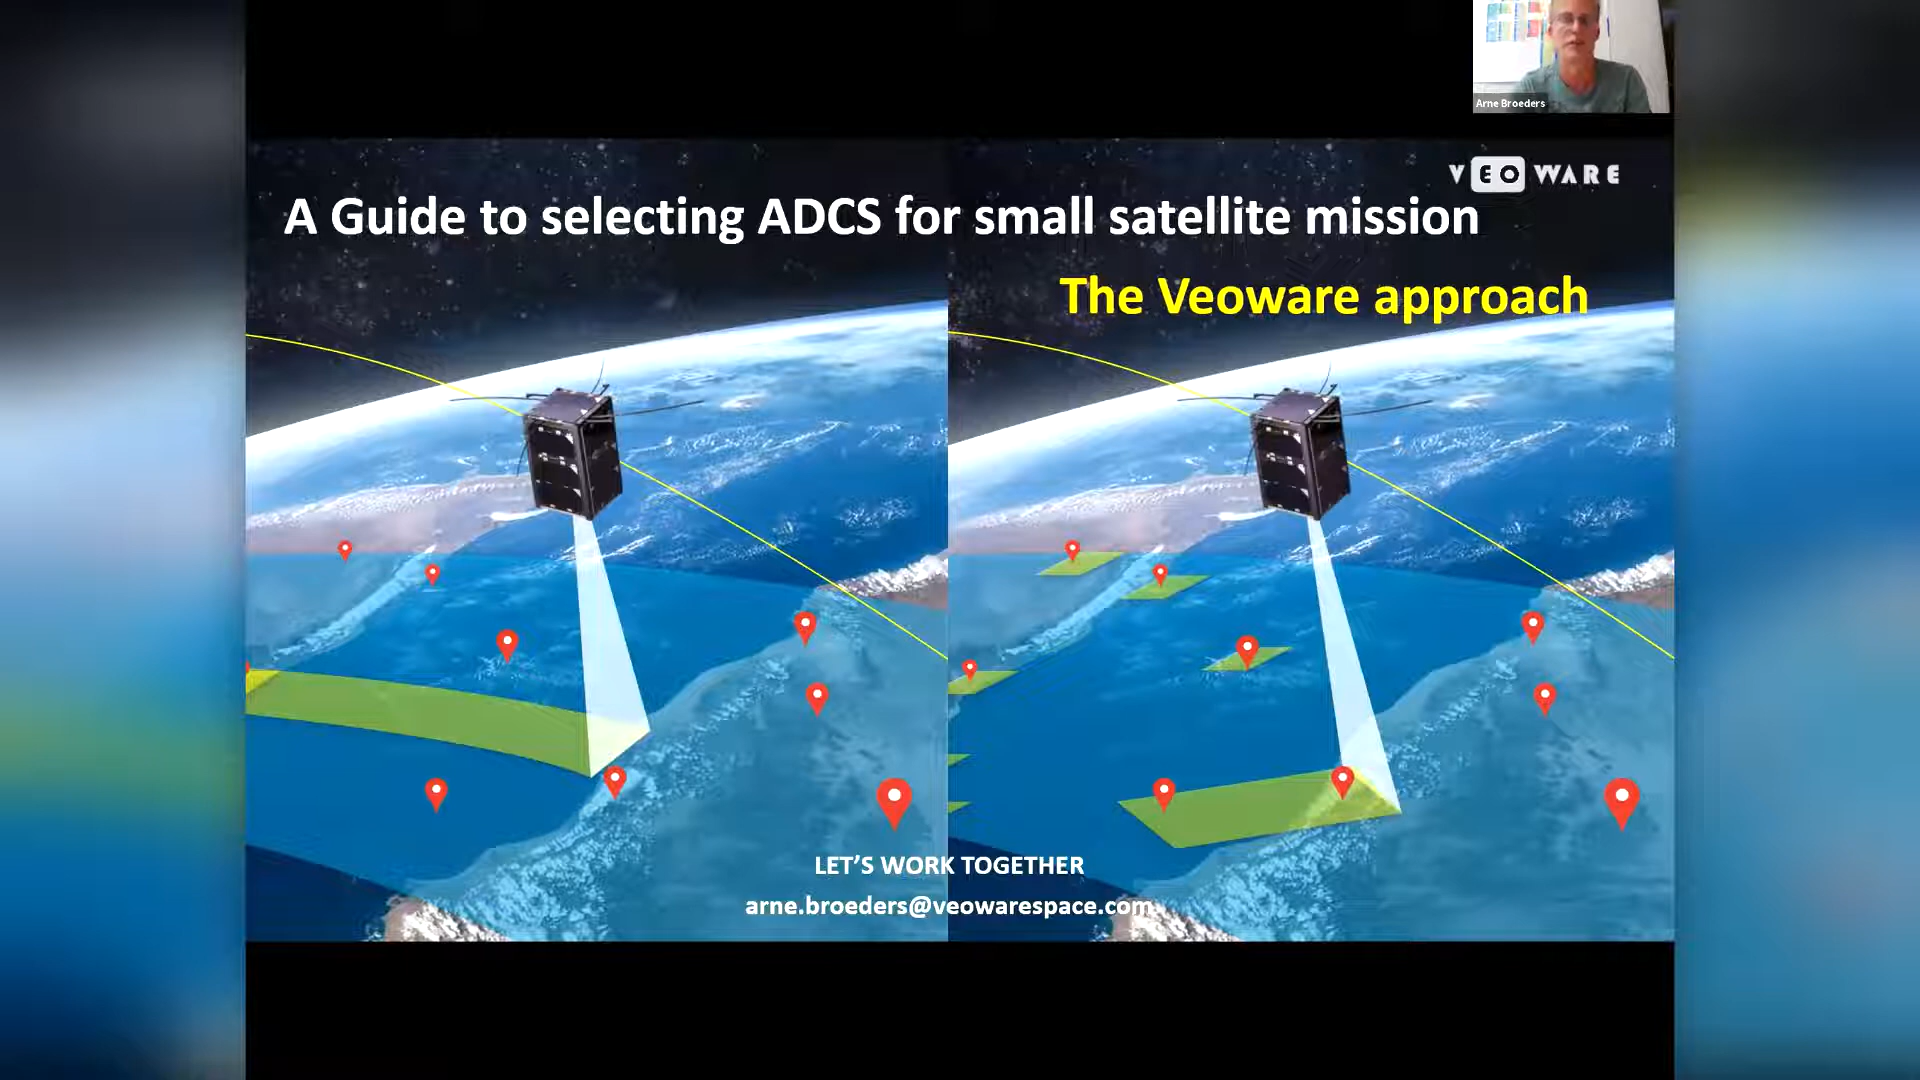 Arne Broeders
VEOWARE
A Guide to selecting ADCS for small satellite mission
The Veoware approach
LET'S WORK TOGETHER
arne.broeders@veowarespace.com